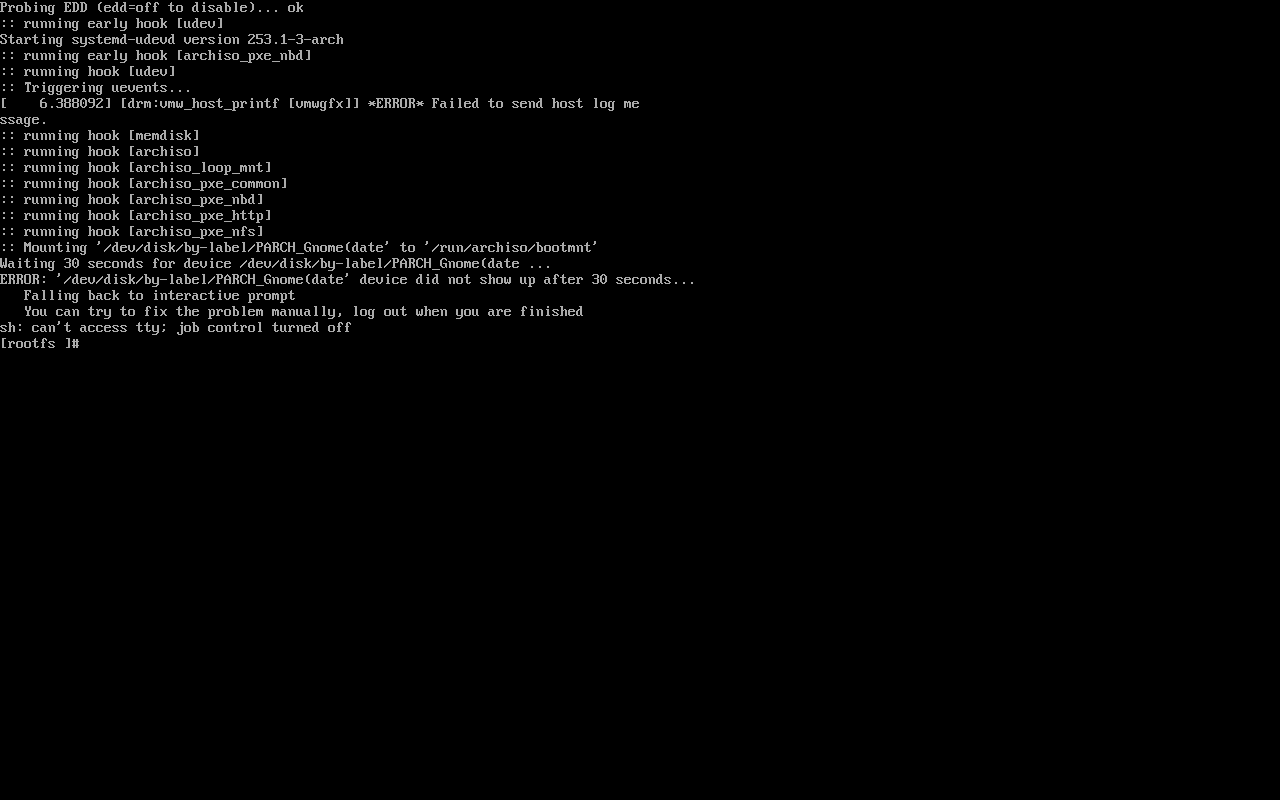 Probing EDD (edd=off to disable)... ok
:: running early hook [udev]
Starting systemd-udevd version 253.1-3-arch
:: running early hook [archiso_pxe_nbd]
:: running hook [udev]
:: Triggering uevents...
[    6.388092] [drm:vmw_host_printf [vmwgfx]] *ERROR* Failed to send host log me
ssage.
:: running hook [memdisk]
:: running hook [archiso]
:: running hook [archiso_loop_mnt]
:: running hook [archiso_pxe_common]
:: running hook [archiso_pxe_nbd]
:: running hook [archiso_pxe_http]
:: running hook [archiso_pxe_nfs]
:: Mounting '/dev/disk/by-label/PARCH_Gnome(date' to '/run/archiso/bootmnt'
Waiting 30 seconds for device /dev/disk/by-label/PARCH_Gnome(date ...
ERROR: '/dev/disk/by-label/PARCH_Gnome(date' device did not show up after 30 seconds...
   Falling back to interactive prompt
   You can try to fix the problem manually, log out when you are finished
sh: can't access tty; job control turned off
[rootfs ]#